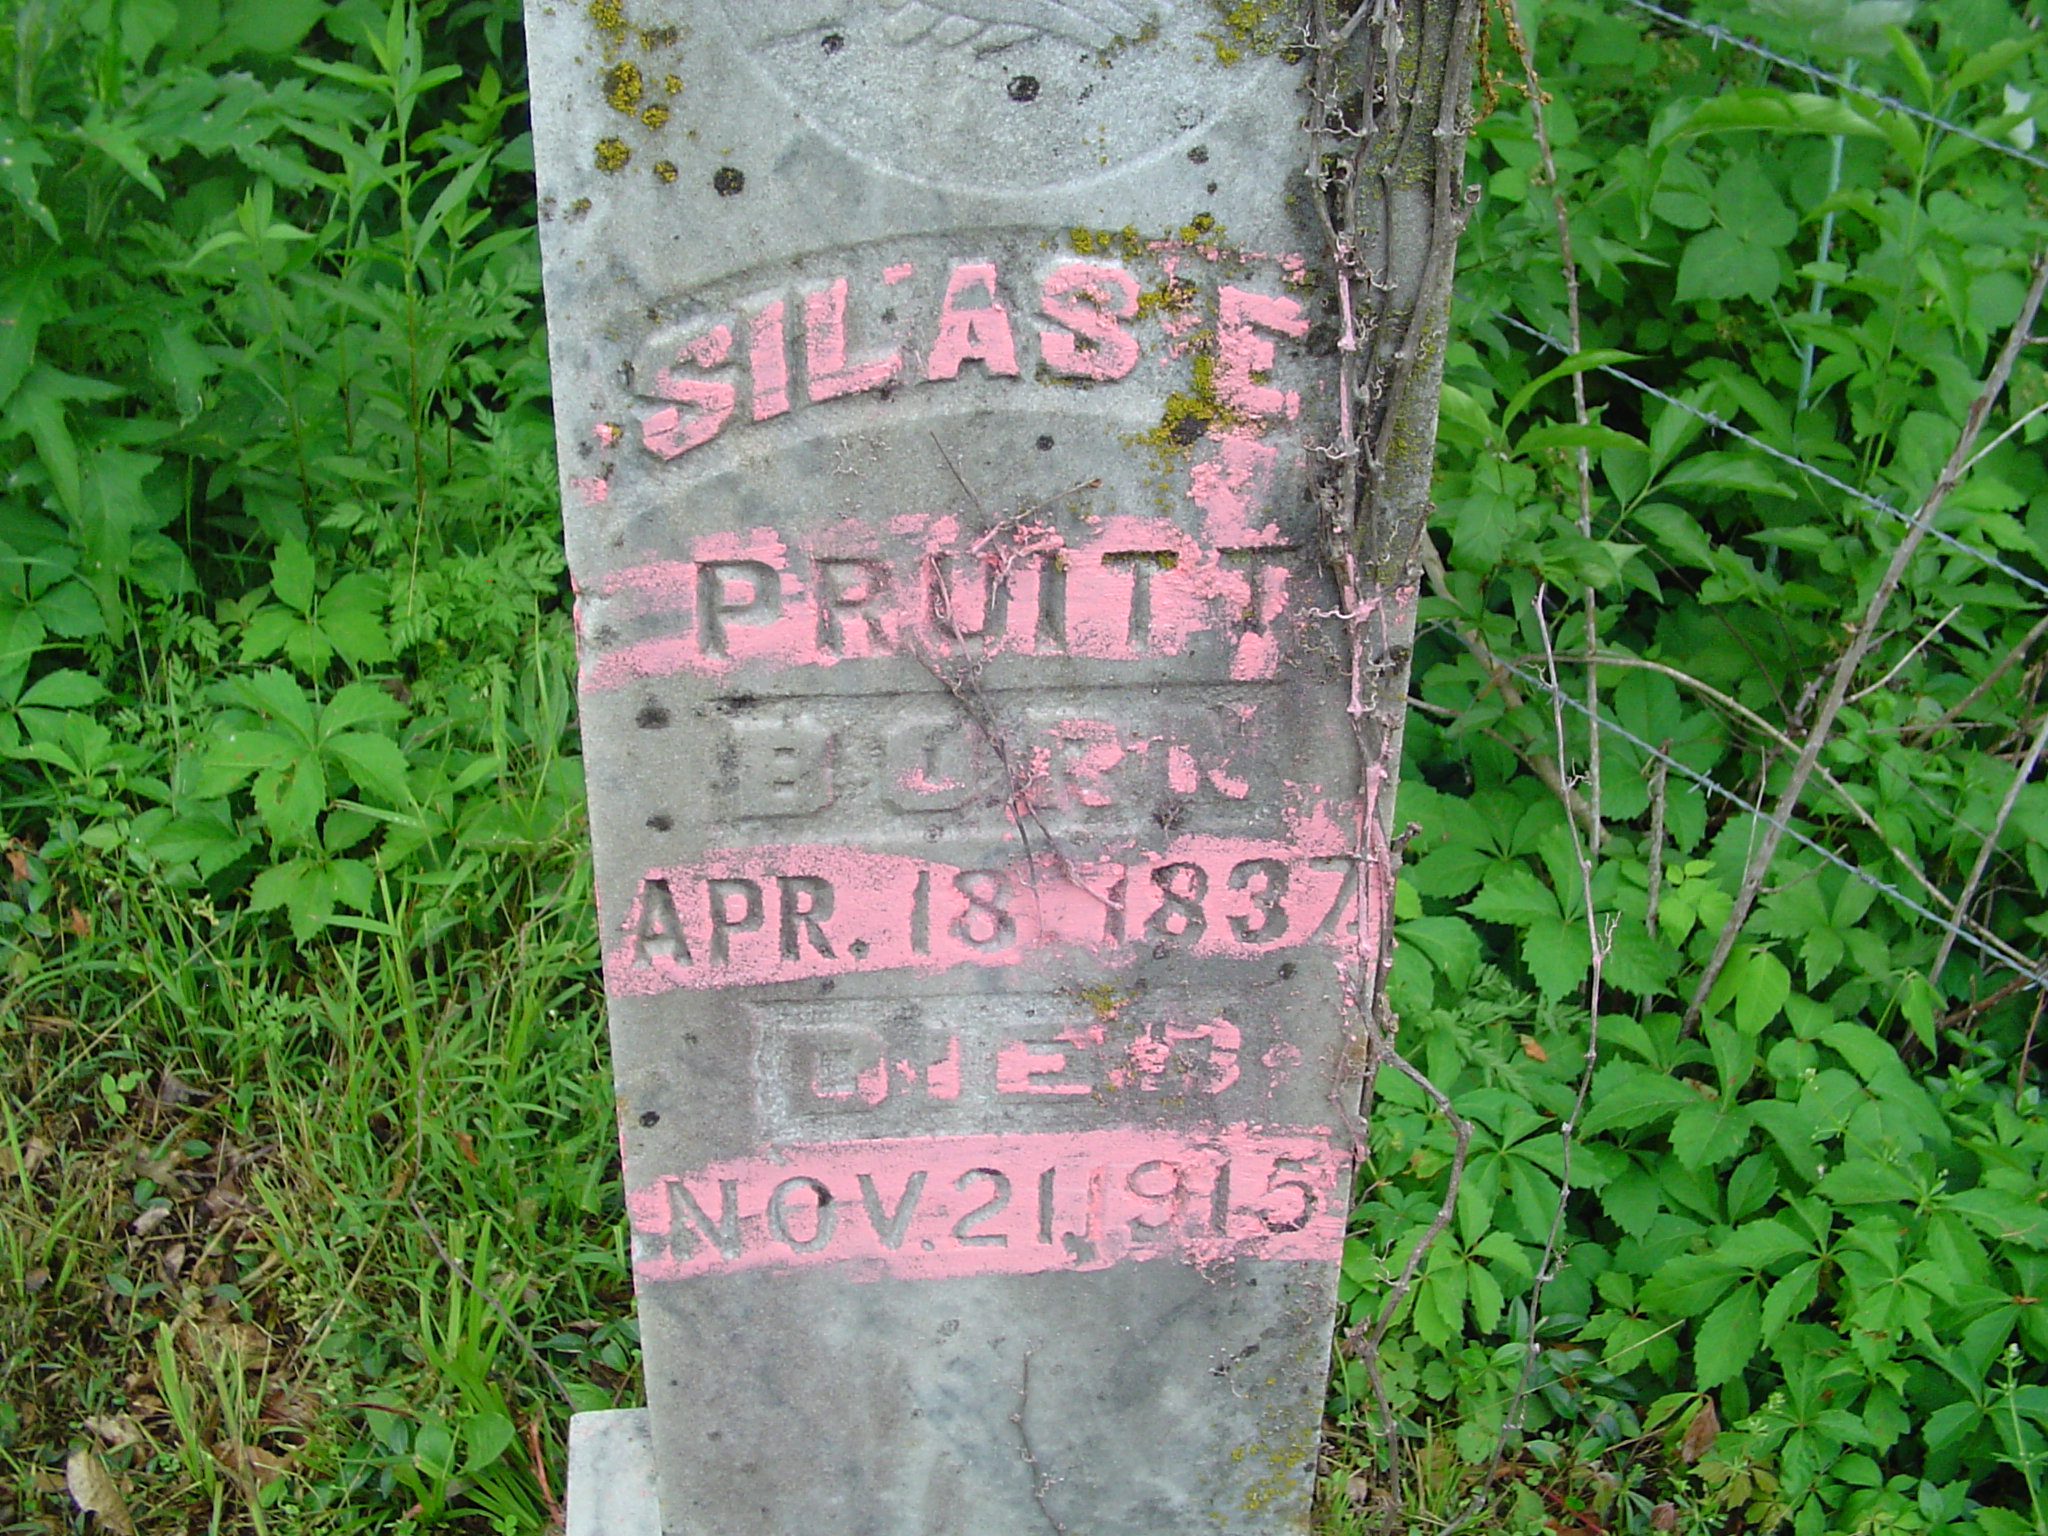 SILAS E
PRUITT
BORN
APR. 18 1837
DIED
NOV. 21, 1915